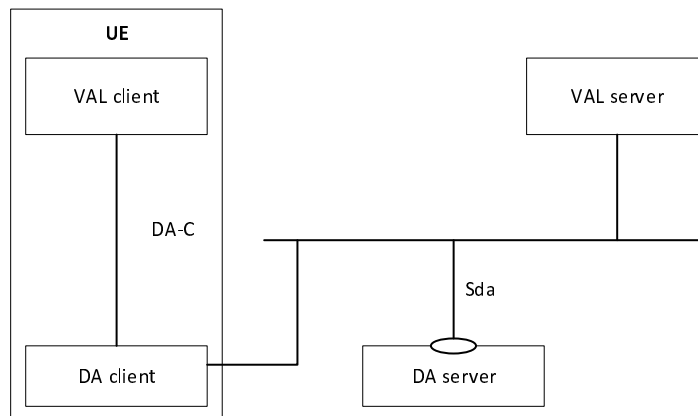 UE
VAL client
VAL server
DA-C
Sda
DA client
DA server